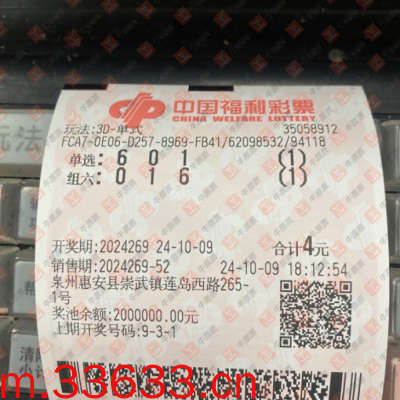 中国福利彩票
CHINA WELFARE LOTTERY
玩法:3D-单式 35058912
FCA7-0E06-D257-8969-FB41/62098532/94118
单选: 6 0 1 (1)
组六: 0 1 6 (1)
开奖期:2024269 24-10-09 合计4元
销售期:2024269-52 24-10-09 18:12:54
泉州惠安县崇武镇莲岛西路265-
1号
奖池余额:2000000.00元
上期开奖号码:9-3-1
m.33633.cn